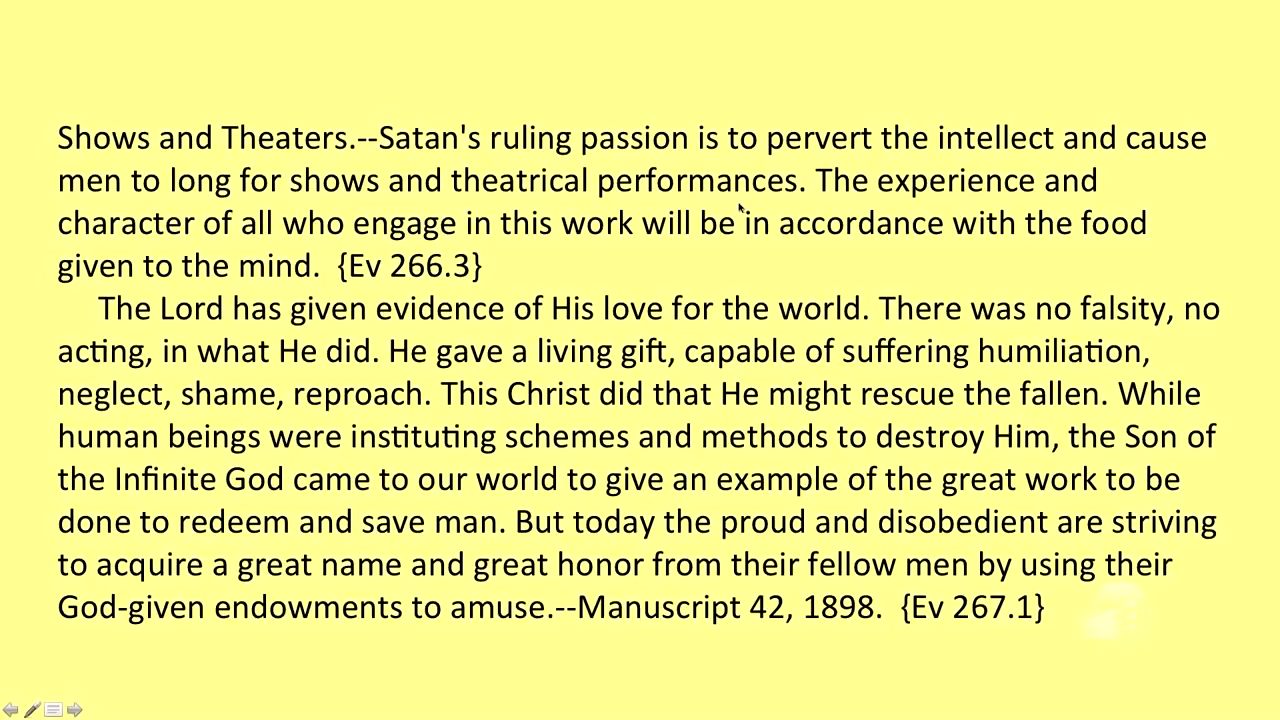 Shows and Theaters.--Satan's ruling passion is to pervert the intellect and cause
men to long for shows and theatrical performances. The experience and
character of all who engage in this work will be in accordance with the food
given to the mind.  {Ev 266.3}
The Lord has given evidence of His love for the world. There was no falsity, no
acting, in what He did. He gave a living gift, capable of suffering humiliation,
neglect, shame, reproach. This Christ did that He might rescue the fallen. While
human beings were instituting schemes and methods to destroy Him, the Son of
the Infinite God came to our world to give an example of the great work to be
done to redeem and save man. But today the proud and disobedient are striving
to acquire a great name and great honor from their fellow men by using their
God-given endowments to amuse.--Manuscript 42, 1898.  {Ev 267.1}